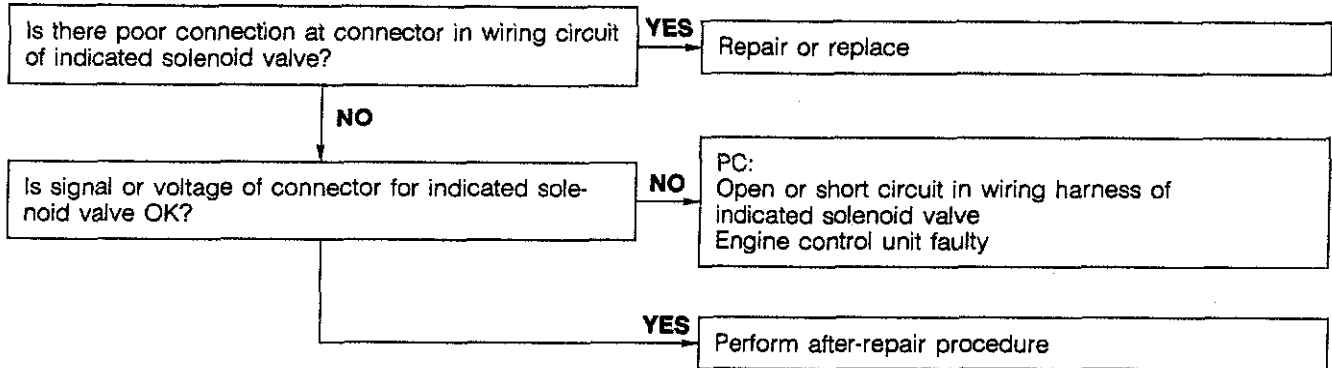 Is there poor connection at connector in wiring circuit
of indicated solenoid valve?
YES
Repair or replace
NO
Is signal or voltage of connector for indicated sole-
noid valve OK?
NO
PC:
Open or short circuit in wiring harness of
indicated solenoid valve
Engine control unit faulty
YES
Perform after-repair procedure